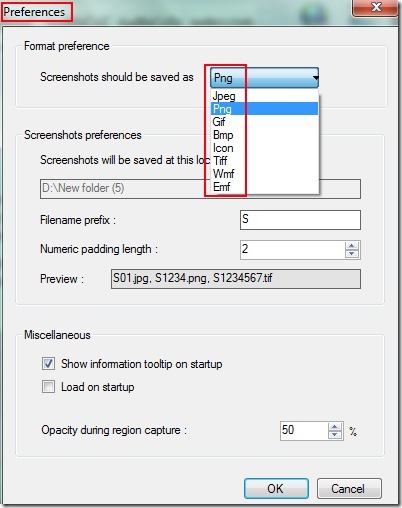 Preferences
Format preference
Screenshots should be saved as Png
Jpeg
Png
Gif
Bmp
Icon
Tiff
Wmf
Emf
Screenshots preferences
Screenshots will be saved at this loc
D:\New folder (5)
Filename prefix : S
Numeric padding length : 2
Preview : S01.jpg, S1234.png, S1234567.tif
Miscellaneous
Show information tooltip on startup
Load on startup
Opacity during region capture : 50 %
OK Cancel